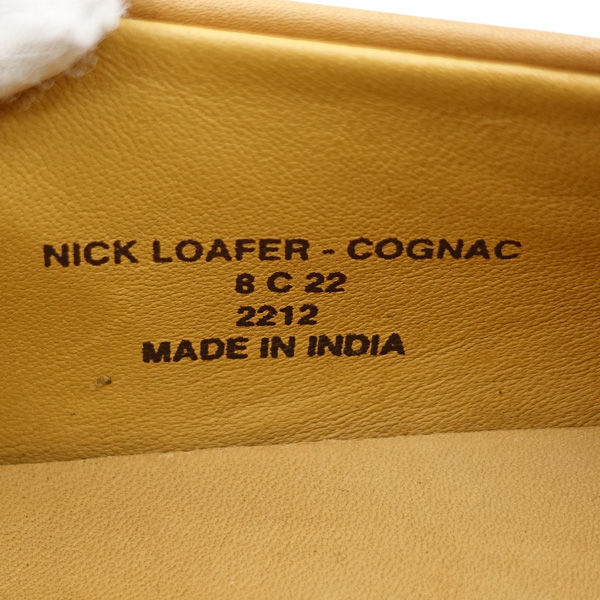 NICK LOAFER - COGNAC
8 C 22
2212
MADE IN INDIA